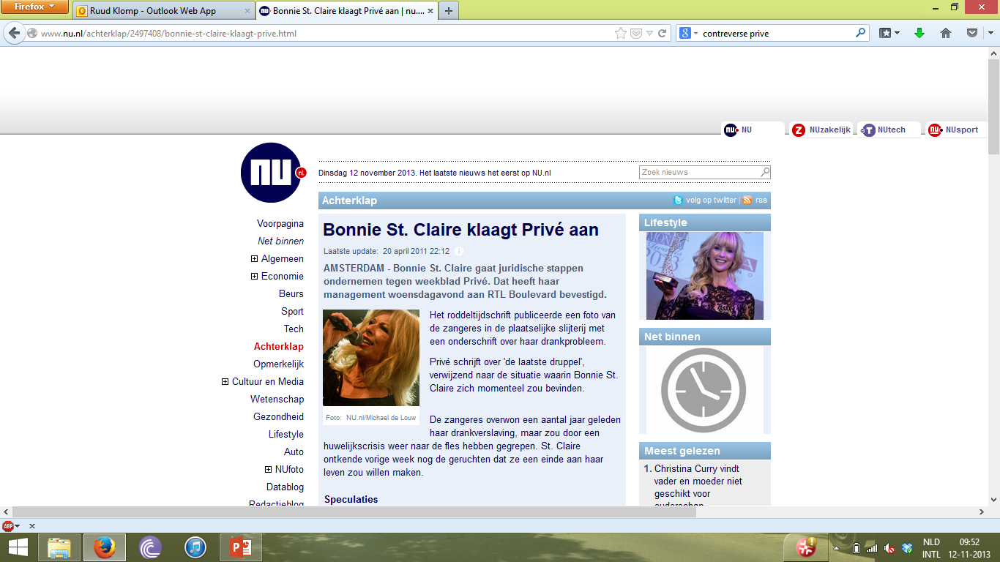 Firefox
Ruud Klomp - Outlook Web App
Bonnie St. Claire klaagt Privé aan | nu....
www.nu.nl/achterklap/2497408/bonnie-st-claire-klaagt-prive.html
contreverse prive
NU
NUzakelijk
NUtech
NUsport
nu
nl
Dinsdag 12 november 2013. Het laatste nieuws het eerst op NU.nl
Zoek nieuws
Achterklap
volg op twitter | rss
Voorpagina
Net binnen
Algemeen
Economie
Beurs
Sport
Tech
Achterklap
Opmerkelijk
Cultuur en Media
Wetenschap
Gezondheid
Lifestyle
Auto
NUfoto
Datablog
Redactieblog
Bonnie St. Claire klaagt Privé aan
Laatste update: 20 april 2011 22:12
AMSTERDAM - Bonnie St. Claire gaat juridische stappen
ondernemen tegen weekblad Privé. Dat heeft haar
management woensdagavond aan RTL Boulevard bevestigd.
Het roddeltijdschrift publiceerde een foto van
de zangeres in de plaatselijke slijterij met
een onderschrift over haar drankprobleem.
Privé schrijft over 'de laatste druppel',
verwijzend naar de situatie waarin Bonnie St.
Claire zich momenteel zou bevinden.
Foto: NU.nl/Michael de Louw
De zangeres overwon een aantal jaar geleden
haar drankverslaving, maar zou door een
huwelijkscrisis weer naar de fles hebben gegrepen. St. Claire
ontkende vorige week nog de geruchten dat ze een einde aan haar
leven zou willen maken.
Speculaties
Lifestyle
2013
Net binnen
Meest gelezen
1. Christina Curry vindt
vader en moeder niet
geschikt voor
ouderschap
ABP
NLD
INTL
09:52
12-11-2013